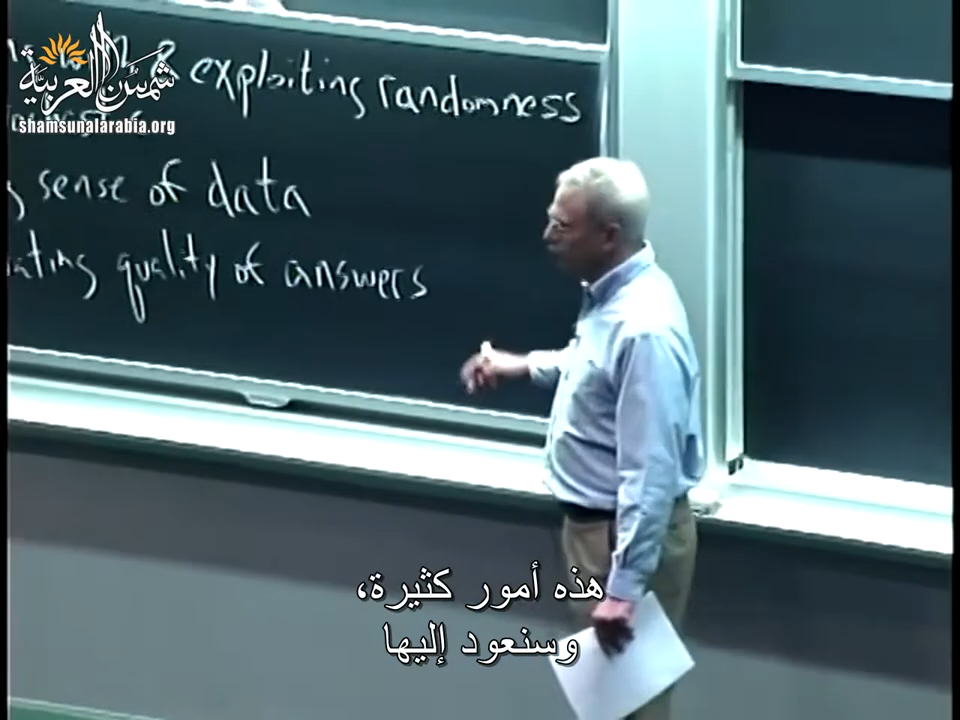 exploiting randomness
شمس العربية
shamsunalarabia.org
sense of data
quality of answers
هذه أمور كثيرة،
وسنعود إليها